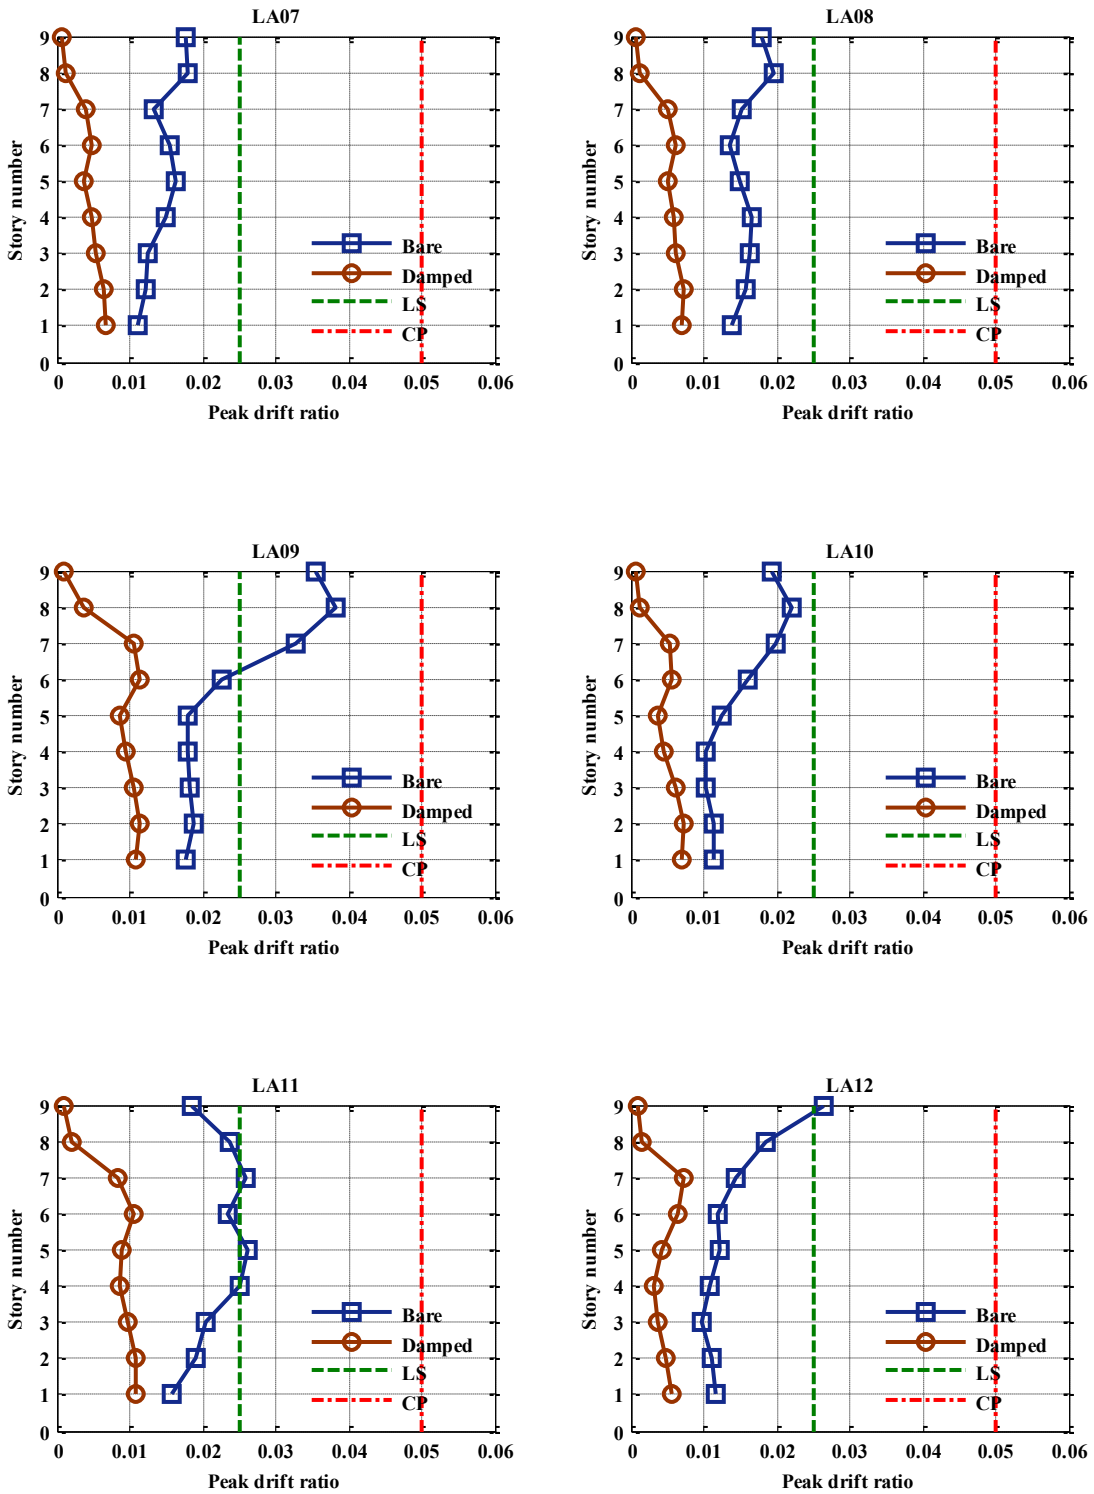 LA07
9
8
7
6
5
4
3
2
1
0
Story number
Bare
Damped
LS
CP
0 0.01 0.02 0.03 0.04 0.05 0.06
Peak drift ratio
LA08
9
8
7
6
5
4
3
2
1
0
Story number
Bare
Damped
LS
CP
0 0.01 0.02 0.03 0.04 0.05 0.06
Peak drift ratio
LA09
9
8
7
6
5
4
3
2
1
0
Story number
Bare
Damped
LS
CP
0 0.01 0.02 0.03 0.04 0.05 0.06
Peak drift ratio
LA10
9
8
7
6
5
4
3
2
1
0
Story number
Bare
Damped
LS
CP
0 0.01 0.02 0.03 0.04 0.05 0.06
Peak drift ratio
LA11
9
8
7
6
5
4
3
2
1
0
Story number
Bare
Damped
LS
CP
0 0.01 0.02 0.03 0.04 0.05 0.06
Peak drift ratio
LA12
9
8
7
6
5
4
3
2
1
0
Story number
Bare
Damped
LS
CP
0 0.01 0.02 0.03 0.04 0.05 0.06
Peak drift ratio